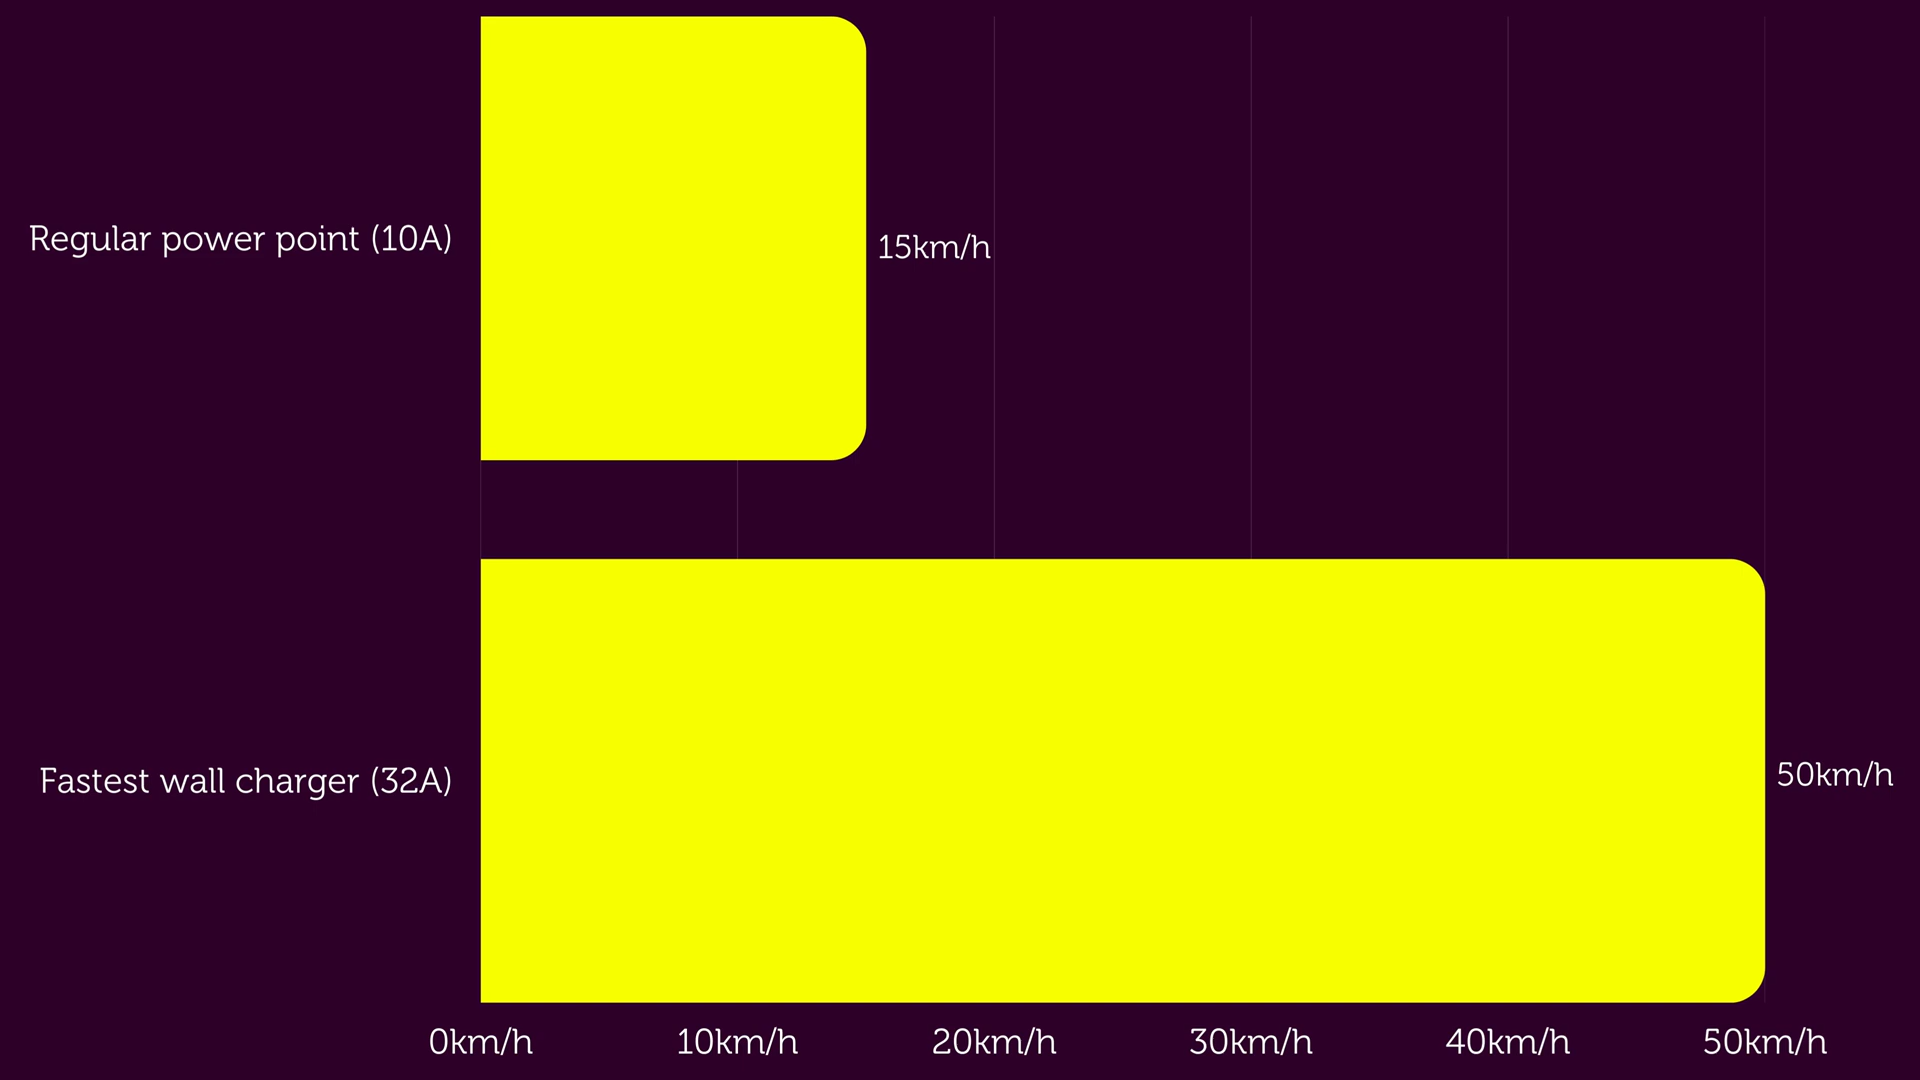 Regular power point (10A)
15km/h
Fastest wall charger (32A)
50km/h
0km/h
10km/h
20km/h
30km/h
40km/h
50km/h